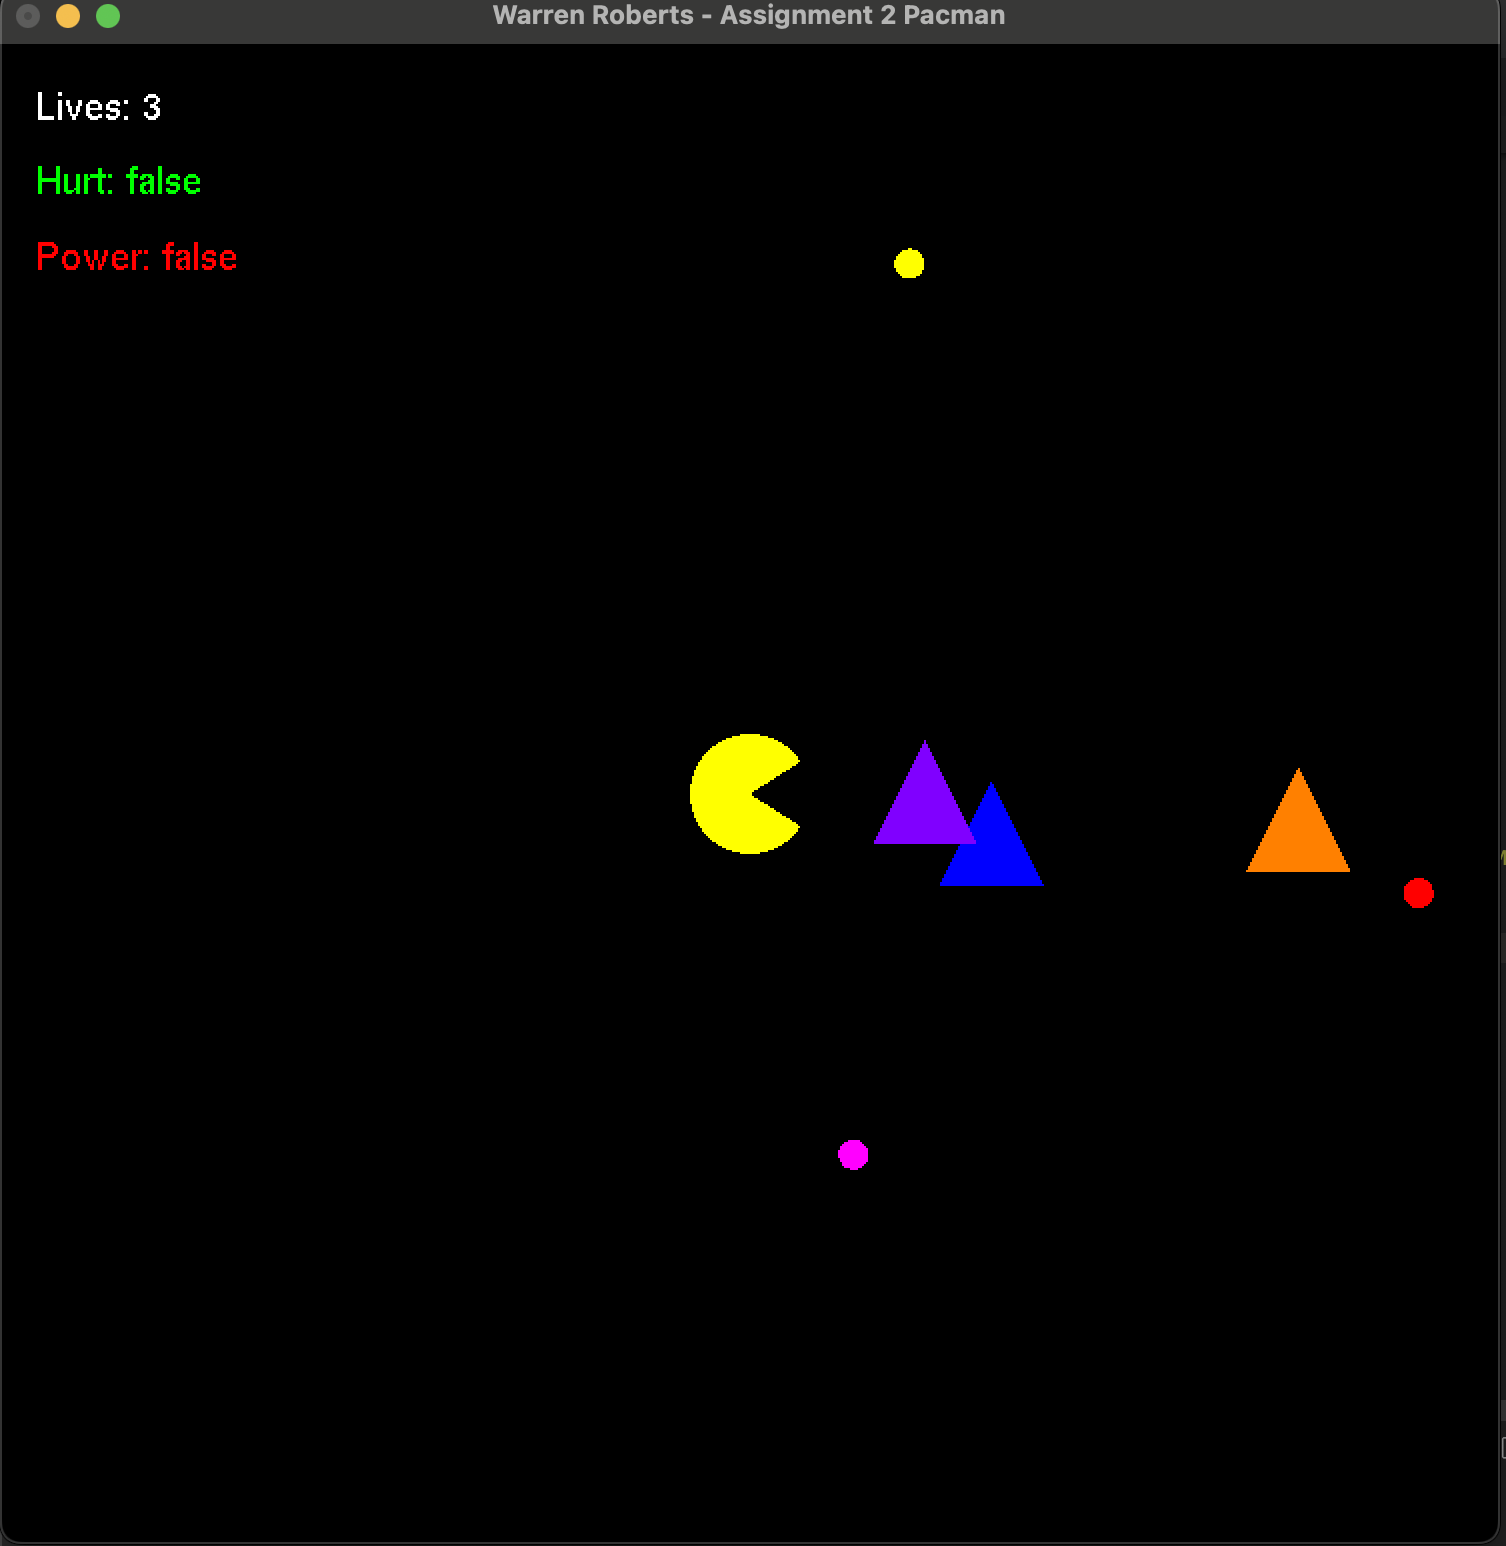 Warren Roberts - Assignment 2 Pacman
Lives: 3
Hurt: false
Power: false